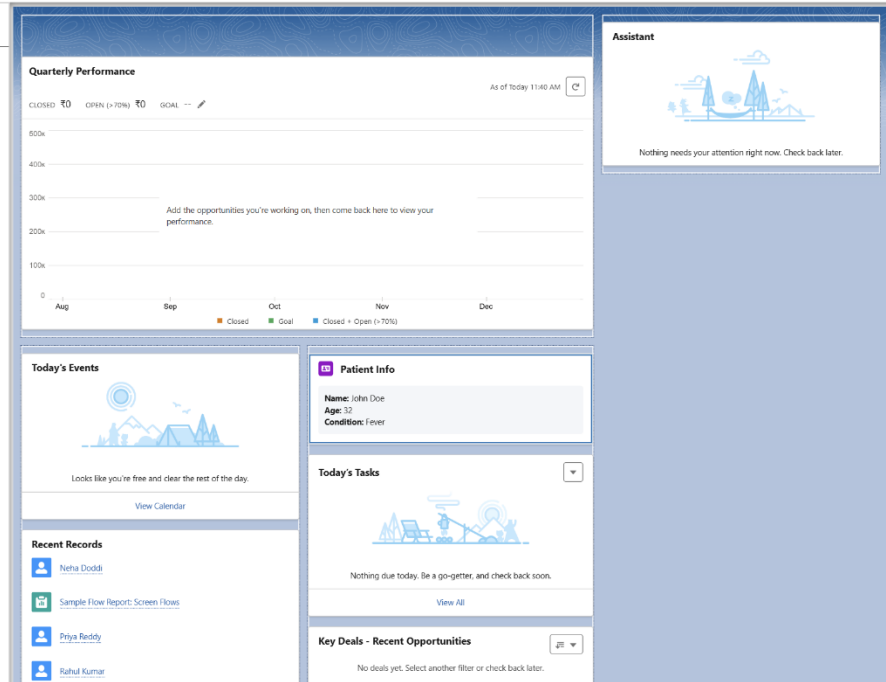 Quarterly Performance
As of Today 11:40 AM
CLOSED ₹0 OPEN (>70%) ₹0 GOAL --
500K
400K
300K
200K
100K
0
Add the opportunities you're working on, then come back here to view your
performance.
Aug Sep Oct Nov Dec
Closed Goal Closed + Open (>70%)
Assistant
Nothing needs your attention right now. Check back later.
Today's Events
Looks like you're free and clear the rest of the day.
View Calendar
Recent Records
Neha Doddi
Sample Flow Report: Screen Flows
Priya Reddy
Rahul Kumar
Patient Info
Name: John Doe
Age: 32
Condition: Fever
Today's Tasks
Nothing due today. Be a go-getter, and check back soon.
View All
Key Deals - Recent Opportunities
No deals yet. Select another filter or check back later.